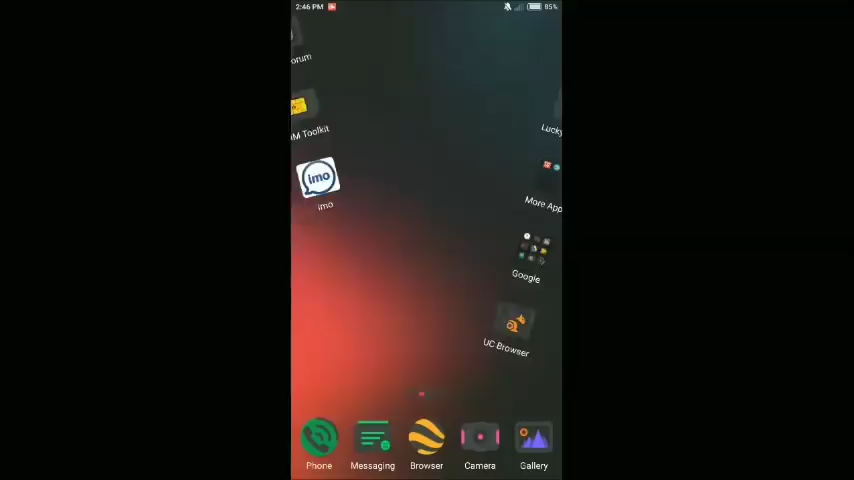 2:46 PM
85%
orum
M Toolkit
imo
imo
Lucky
More App
Google
UC Browser
Phone
Messaging
Browser
Camera
Gallery